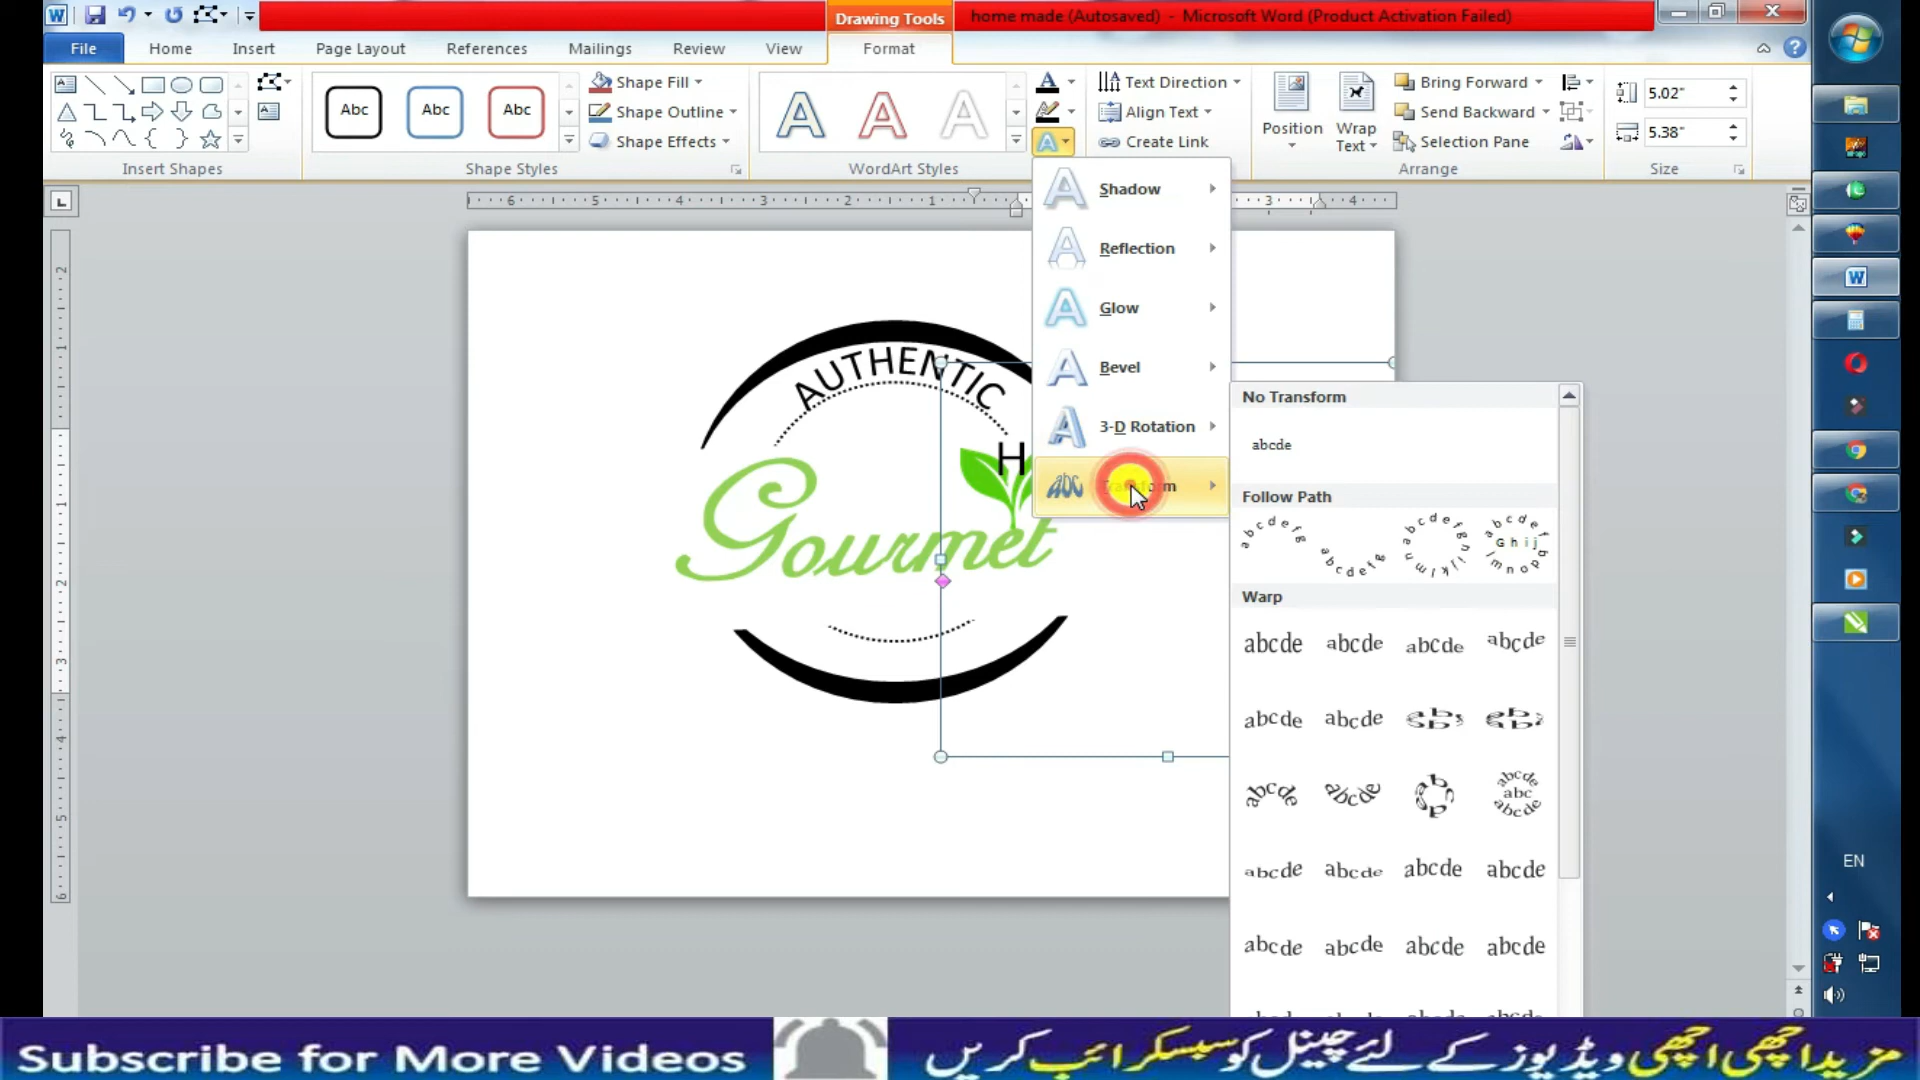 Drawing Tools
home made (Autosaved) - Microsoft Word (Product Activation Failed)
File
Home
Insert
Page Layout
References
Mailings
Review
View
Format
Abc
Abc
Abc
Shape Fill
Shape Outline
Shape Effects
Text Direction
Align Text
Create Link
Position
Wrap
Text
Bring Forward
Send Backward
Selection Pane
5.02"
5.38"
Insert Shapes
Shape Styles
WordArt Styles
Arrange
Size
Shadow
Reflection
Glow
Bevel
3-D Rotation
Transform
No Transform
abcde
Follow Path
Warp
abcde abcde abcde abcde
abcde abcde
abcde abcde
abcde abcde abcde abcde
abcde abcde abcde abcde
AUTHENTIC
H
Gourmet
EN
Subscribe for More Videos
مزیداچھی اچھی ویڈیوز کے لئے چینل کو سبسکرائب کریں